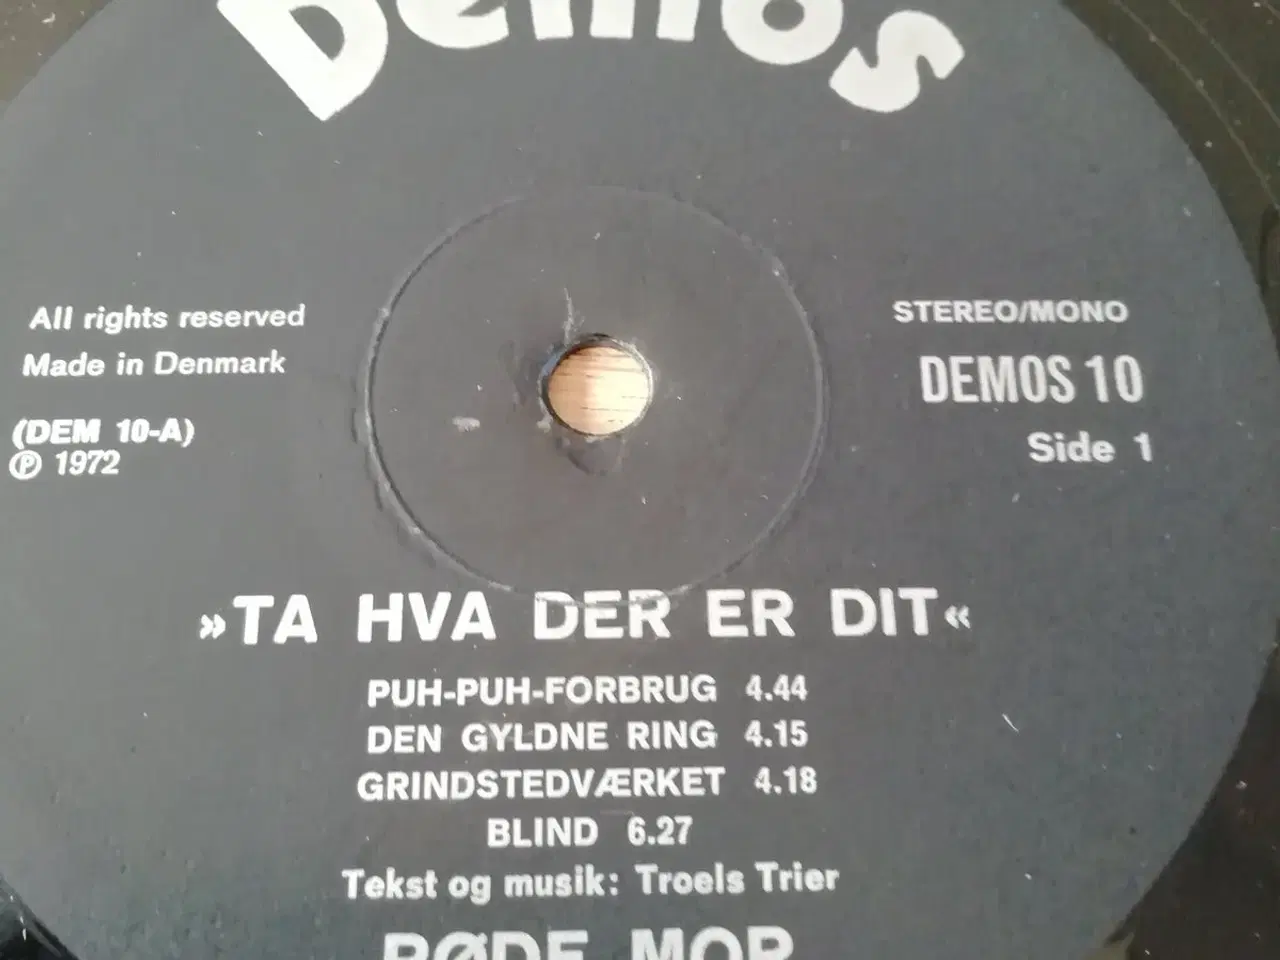 Demos
All rights reserved
Made in Denmark
(DEM 10-A)
℗ 1972
STEREO/MONO
DEMOS 10
Side 1
»TA HVA DER ER DIT«
PUH-PUH-FORBRUG 4.44
DEN GYLDNE RING 4.15
GRINDSTEDVÆRKET 4.18
BLIND 6.27
Tekst og musik: Troels Trier
RØDE MOR